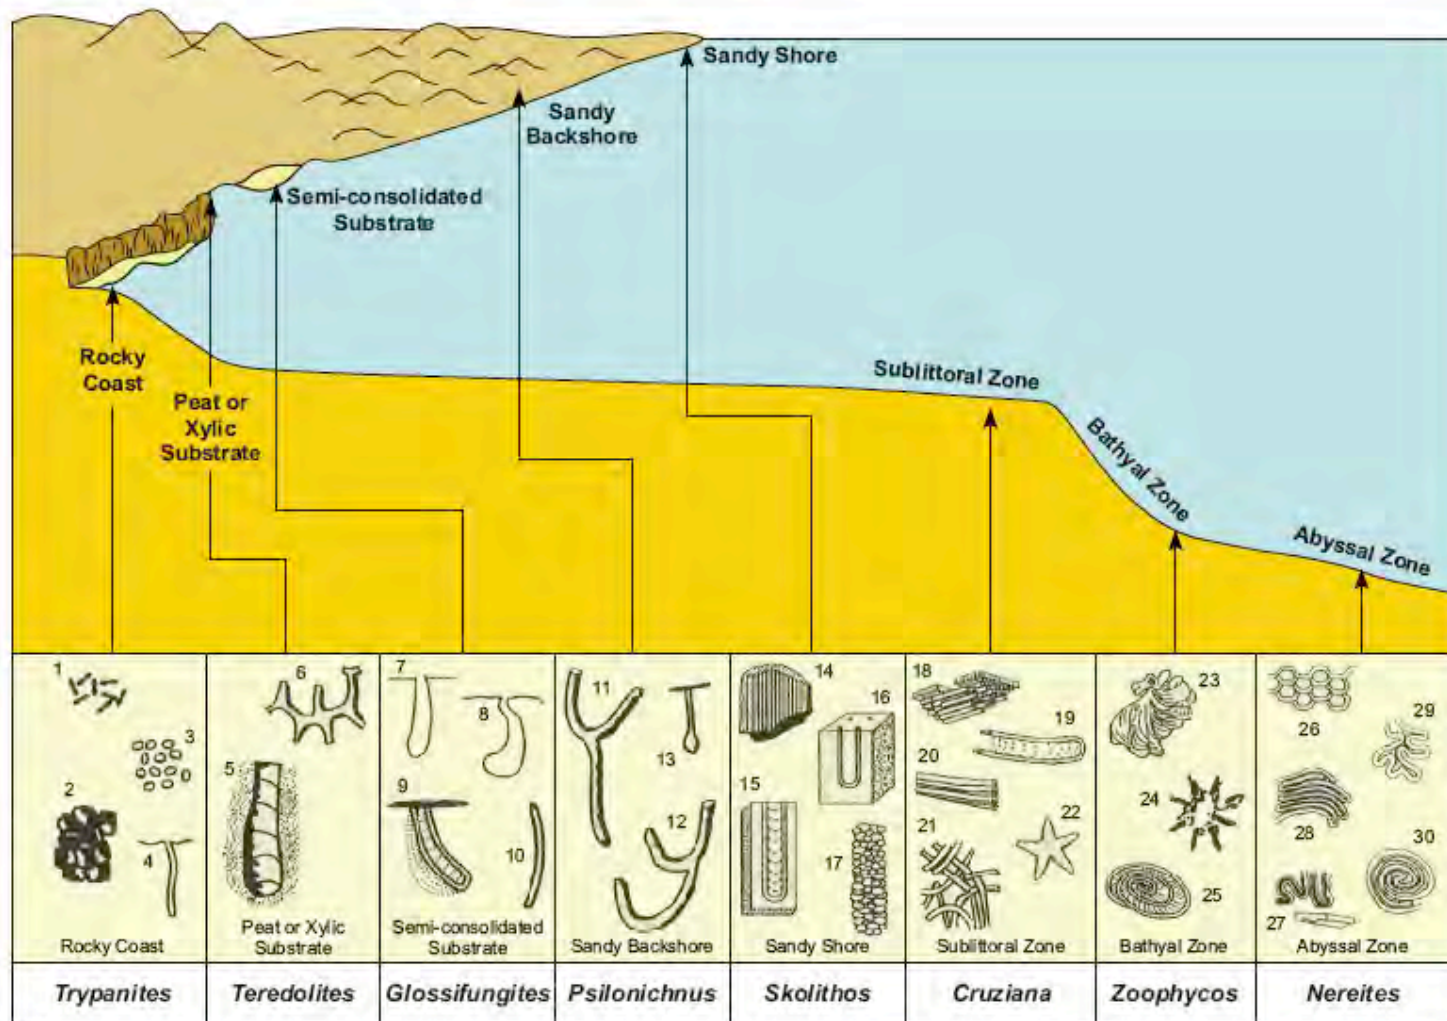 Sandy Shore
Sandy
Backshore
Semi-consolidated
Substrate
Rocky
Coast
Peat or
Xylic
Substrate
Sublittoral Zone
Bathyal Zone
Abyssal Zone
1
3
2
4
Rocky Coast
6
5
Peat or Xylic
Substrate
7
8
9
10
Semi-consolidated
Substrate
11
13
12
Sandy Backshore
14
16
15
17
Sandy Shore
18
19
20
21
22
Sublittoral Zone
23
24
25
Bathyal Zone
26
29
28
30
27
Abyssal Zone
Trypanites
Teredolites
Glossifungites
Psilonichnus
Skolithos
Cruziana
Zoophycos
Nereites